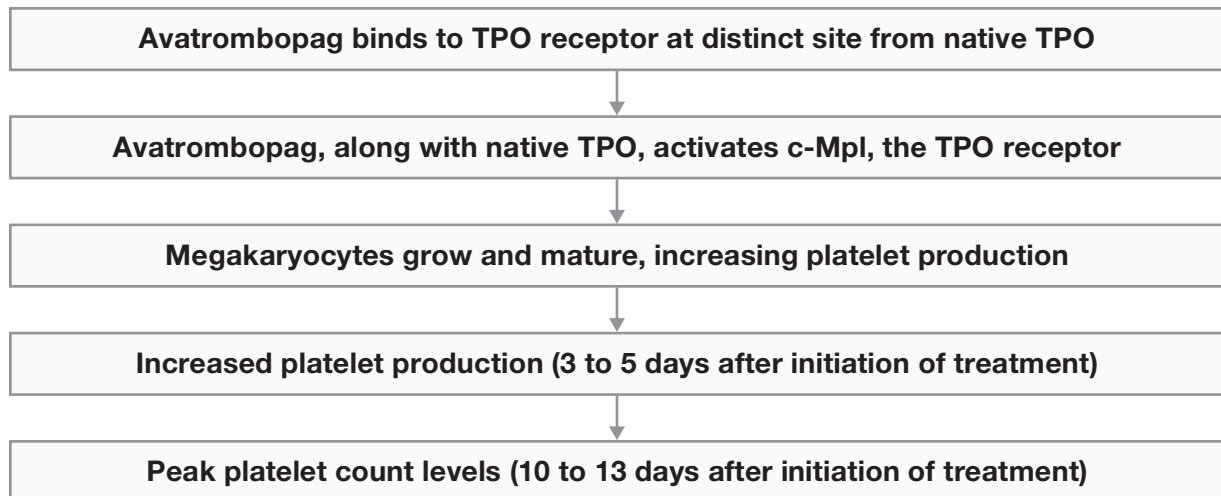 Avatrombopag binds to TPO receptor at distinct site from native TPO
Avatrombopag, along with native TPO, activates c-Mpl, the TPO receptor
Megakaryocytes grow and mature, increasing platelet production
Increased platelet production (3 to 5 days after initiation of treatment)
Peak platelet count levels (10 to 13 days after initiation of treatment)